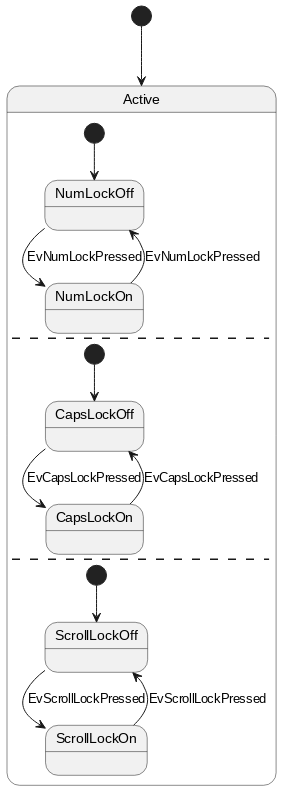 Active
NumLockOff
EvNumLockPressed EvNumLockPressed
NumLockOn
CapsLockOff
EvCapsLockPressed EvCapsLockPressed
CapsLockOn
ScrollLockOff
EvScrollLockPressed EvScrollLockPressed
ScrollLockOn